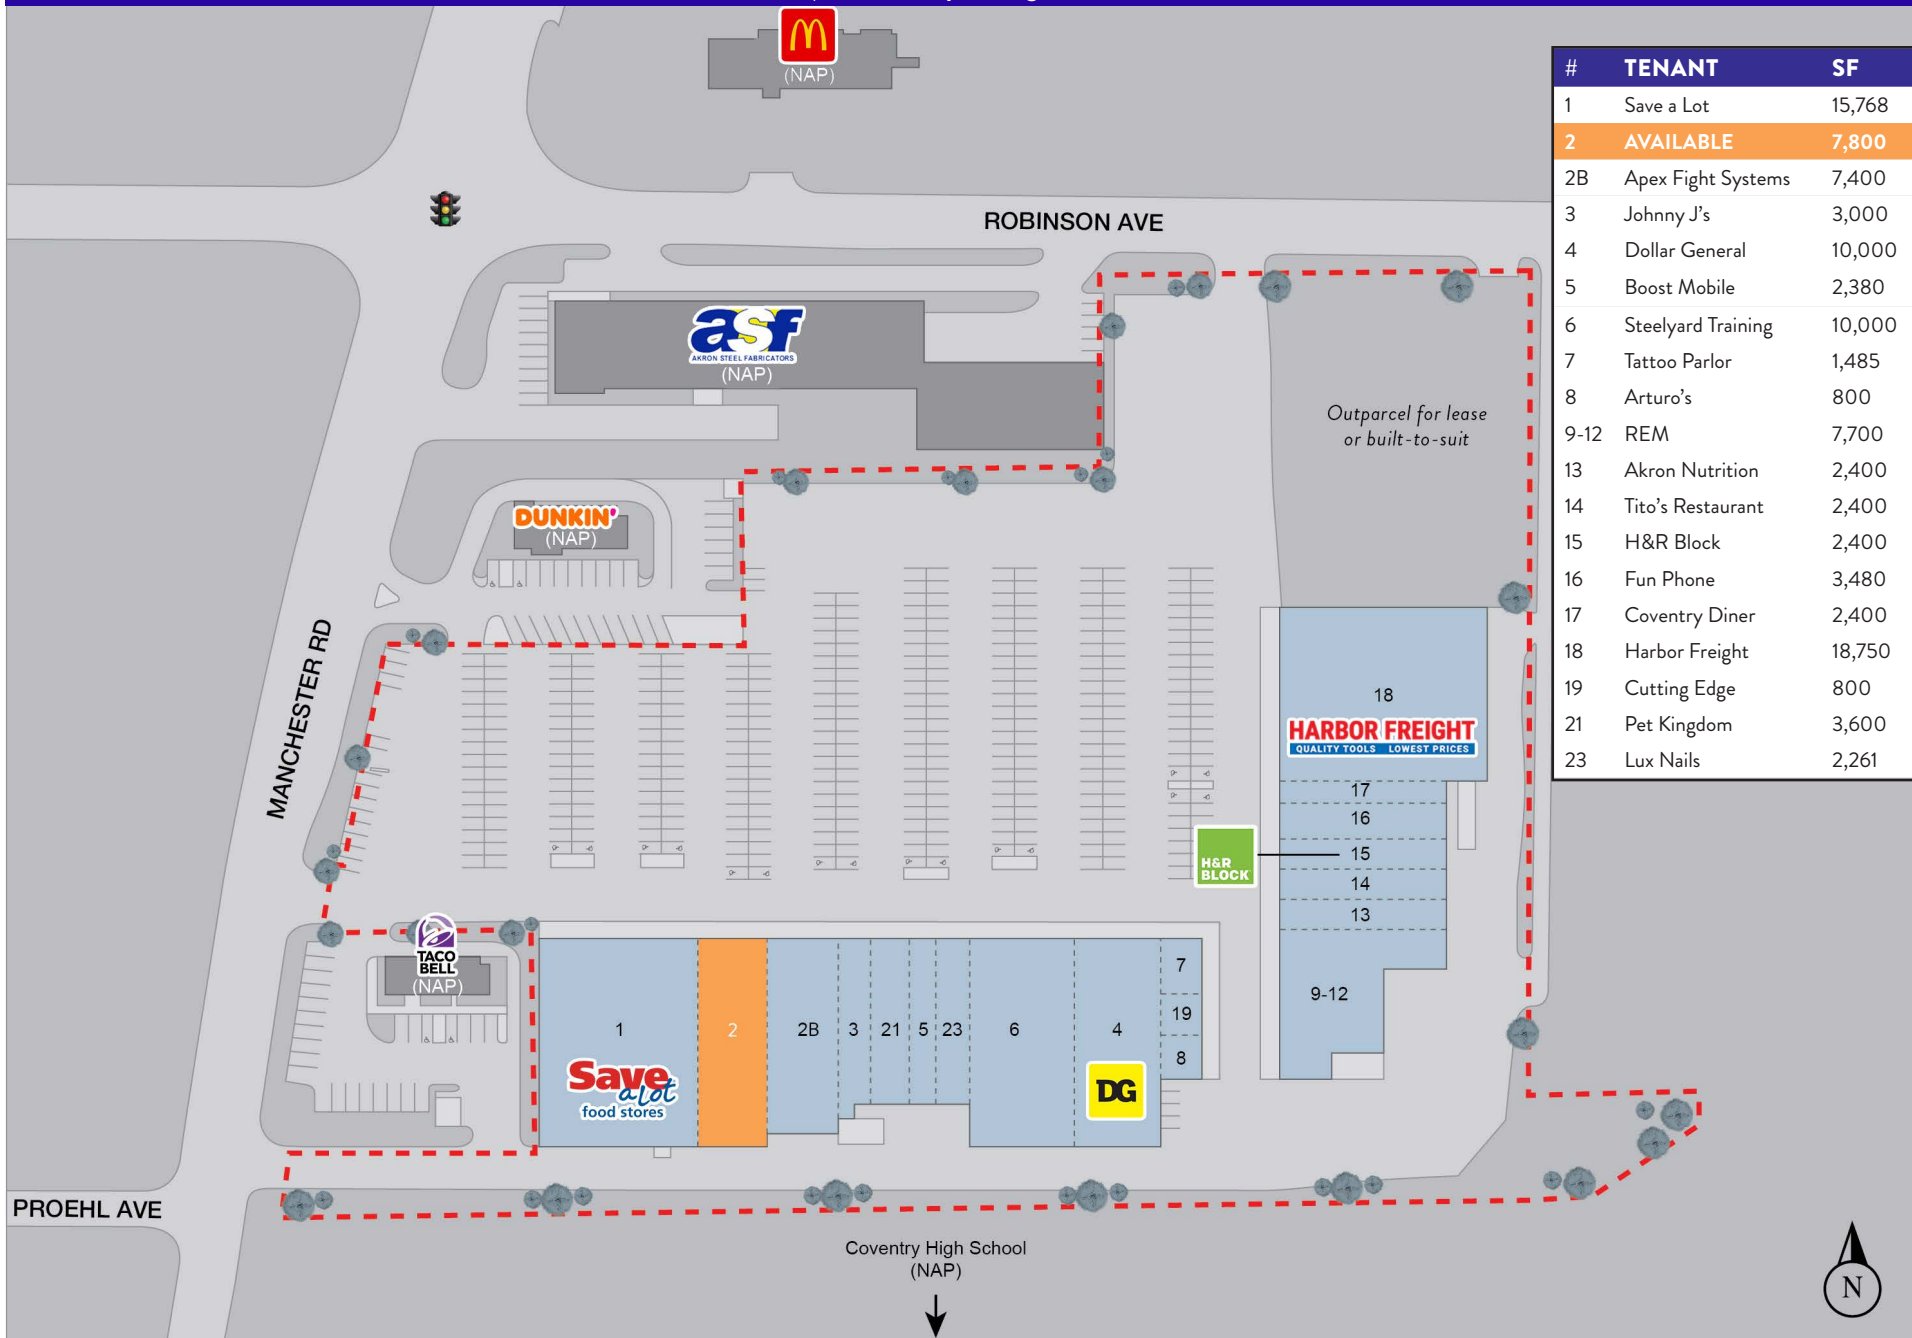 (NAP)
# TENANT SF
1 Save a Lot 15,768
2 AVAILABLE 7,800
2B Apex Fight Systems 7,400
3 Johnny J's 3,000
4 Dollar General 10,000
5 Boost Mobile 2,380
6 Steelyard Training 10,000
7 Tattoo Parlor 1,485
8 Arturo's 800
9-12 REM 7,700
13 Akron Nutrition 2,400
14 Tito's Restaurant 2,400
15 H&R Block 2,400
16 Fun Phone 3,480
17 Coventry Diner 2,400
18 Harbor Freight 18,750
19 Cutting Edge 800
21 Pet Kingdom 3,600
23 Lux Nails 2,261
ROBINSON AVE
asf
AKRON STEEL FABRICATORS
(NAP)
Outparcel for lease
or built-to-suit
DUNKIN'
(NAP)
MANCHESTER RD
18
HARBOR FREIGHT
QUALITY TOOLS LOWEST PRICES
17
16
H&R
BLOCK
15
14
13
9-12
TACO
BELL
(NAP)
1
2
2B
3
21
5
23
6
4
7
19
8
Save
a Lot
food stores
DG
PROEHL AVE
Coventry High School
(NAP)
N